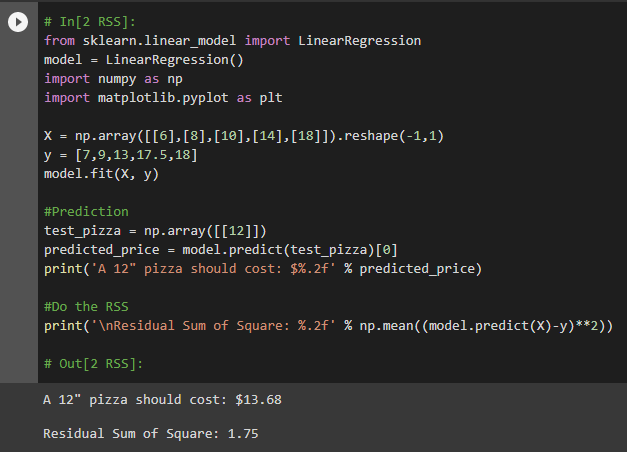 # In[2 RSS]:
from sklearn.linear_model import LinearRegression
model = LinearRegression()
import numpy as np
import matplotlib.pyplot as plt
X = np.array([[6],[8],[10],[14],[18]]).reshape(-1,1)
y = [7,9,13,17.5,18]
model.fit(X, y)
#Prediction
test_pizza = np.array([[12]])
predicted_price = model.predict(test_pizza)[0]
print('A 12" pizza should cost: $%.2f' % predicted_price)
#Do the RSS
print('\nResidual Sum of Square: %.2f' % np.mean((model.predict(X)-y)**2))
# Out[2 RSS]:
A 12" pizza should cost: $13.68
Residual Sum of Square: 1.75